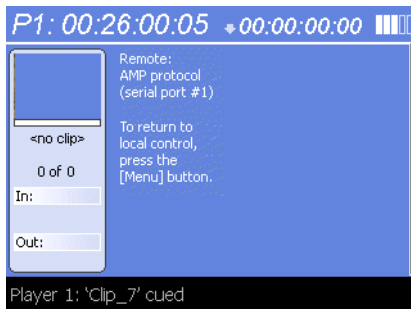 P1: 00:26:00:05 00:00:00:00
Remote:
AMP protocol
(serial port #1)
To return to
local control,
press the
[Menu] button.
<no clip>
0 of 0
In:
Out:
Player 1: 'Clip_7' cued